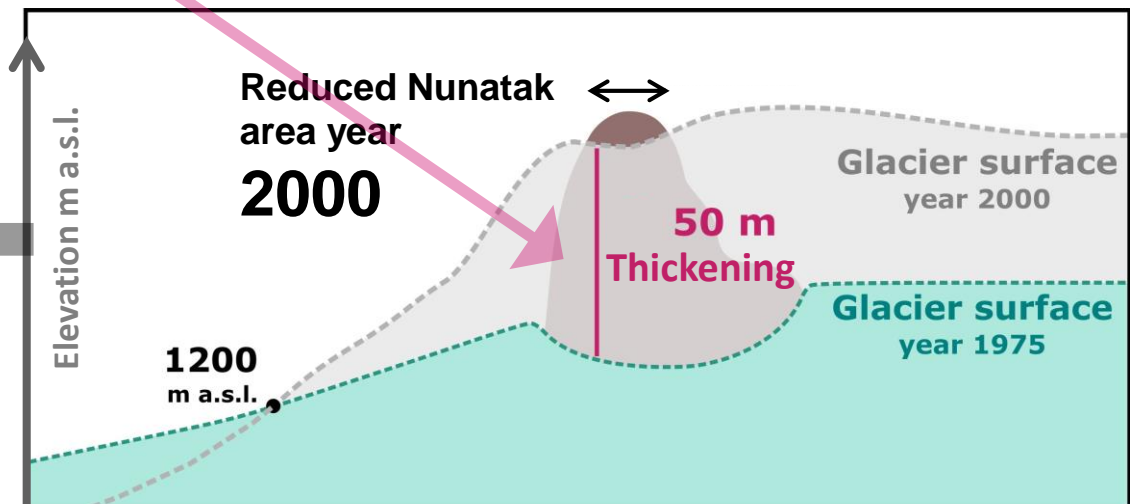 Elevation m a.s.l.
Reduced Nunatak
area year
2000
Glacier surface
year 2000
50 m
Thickening
Glacier surface
year 1975
1200
m a.s.l.